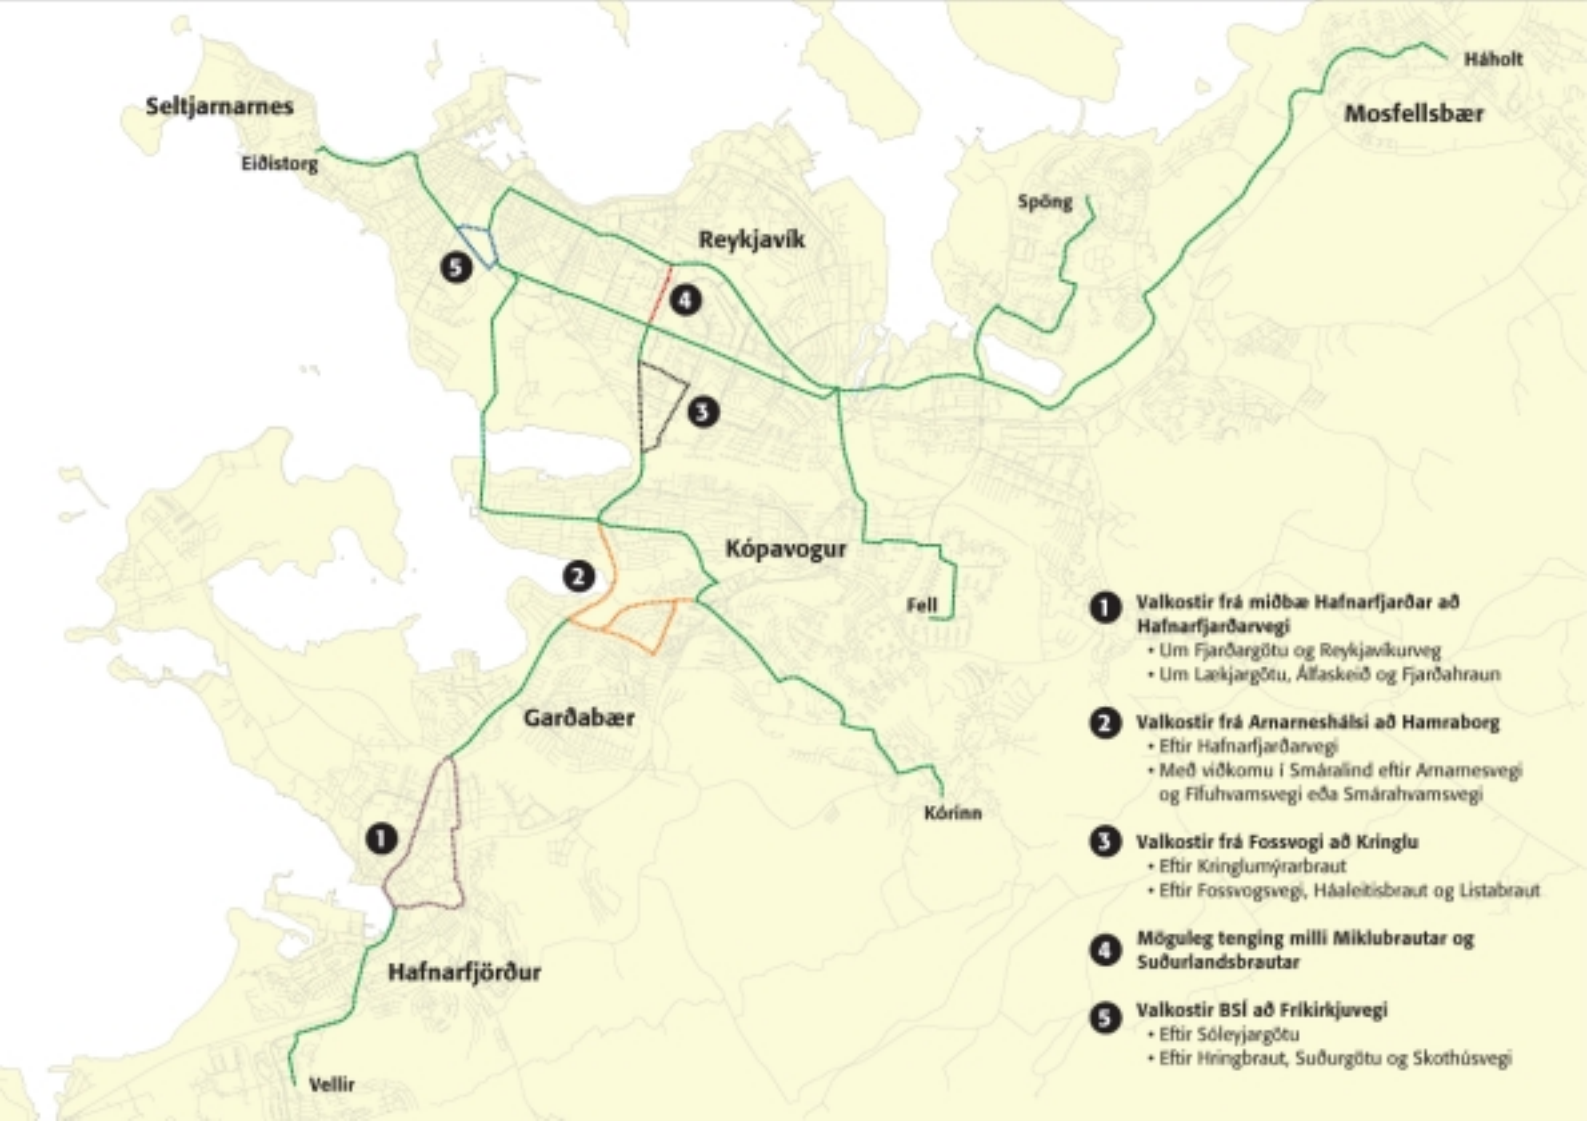 Háholt
Mosfellsbær
Seltjarnarnes
Eiðistorg
Spöng
Reykjavík
5
4
3
Kópavogur
2
Fell
Garðabær
Kórinn
1
Hafnarfjörður
Vellir
1 Valkostir frá miðbæ Hafnarfjarðar að
Hafnarfjarðarvegi
• Um Fjarðargötu og Reykjavíkurveg
• Um Lækjargötu, Álfaskeið og Fjarðahraun
2 Valkostir frá Arnarneshálsi að Hamraborg
• Eftir Hafnarfjarðarvegi
• Með viðkomu í Smáralind eftir Arnarnesvegi
og Fífuhvamsvegi eða Smárahvamsvegi
3 Valkostir frá Fossvogi að Kringlu
• Eftir Kringlumýrarbraut
• Eftir Fossvogsvegi, Háaleitisbraut og Listabraut
4 Möguleg tenging milli Miklubrautar og
Suðurlandsbrautar
5 Valkostir BSÍ að Fríkirkjuvegi
• Eftir Sóleyjargötu
• Eftir Hringbraut, Suðurgötu og Skothúsvegi